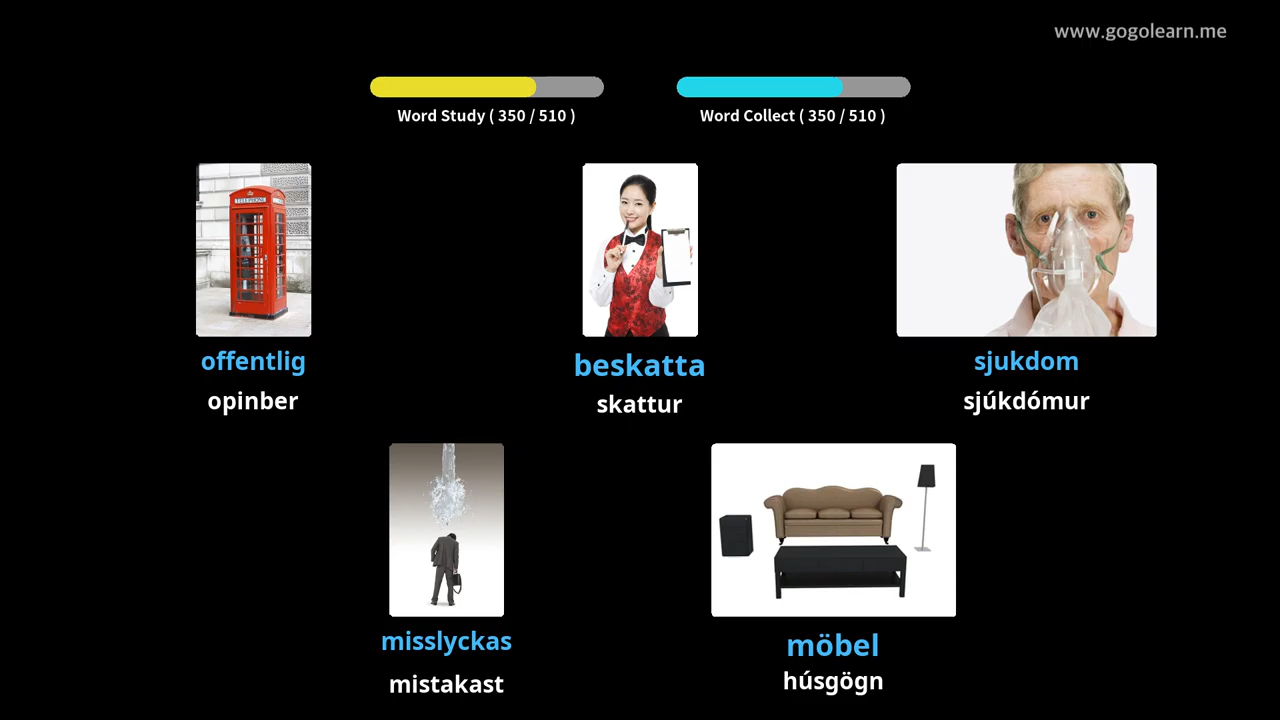 www.gogolearn.me
Word Study ( 350 / 510 )
Word Collect ( 350 / 510 )
TELEPHONE
offentlig
opinber
beskatta
skattur
sjukdom
sjúkdómur
misslyckas
mistakast
möbel
húsgögn